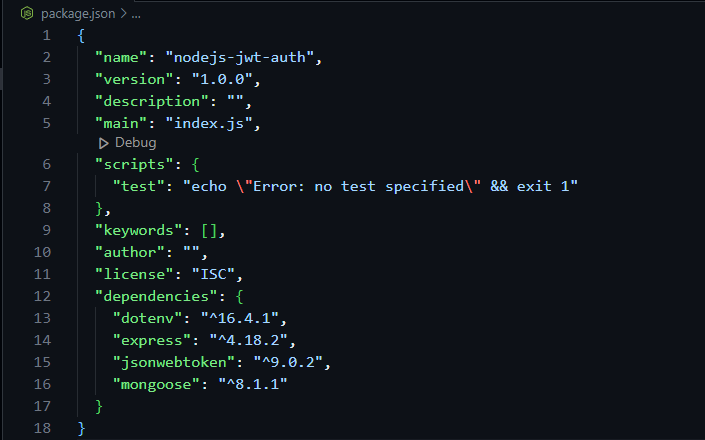 package.json > ...
1 {
2 "name": "nodejs-jwt-auth",
3 "version": "1.0.0",
4 "description": "",
5 "main": "index.js",
Debug
6 "scripts": {
7 "test": "echo \"Error: no test specified\" && exit 1"
8 },
9 "keywords": [],
10 "author": "",
11 "license": "ISC",
12 "dependencies": {
13 "dotenv": "^16.4.1",
14 "express": "^4.18.2",
15 "jsonwebtoken": "^9.0.2",
16 "mongoose": "^8.1.1"
17 }
18 }